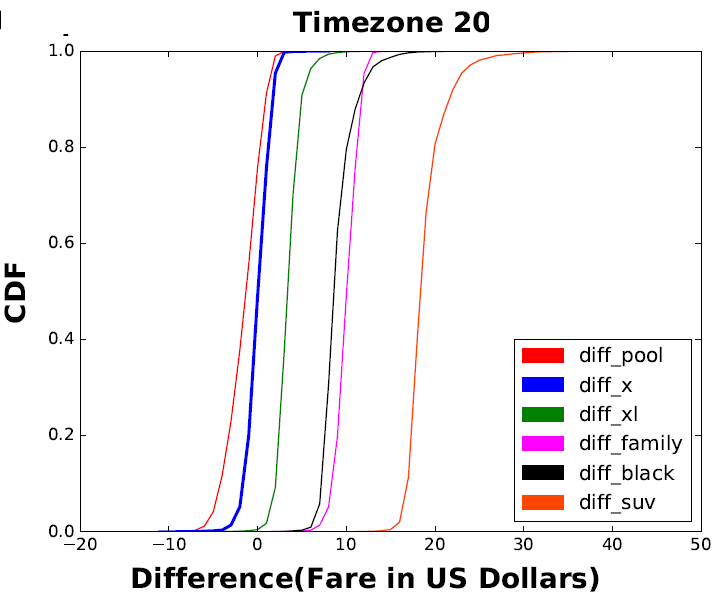 Timezone 20
1.0
0.8
0.6
0.4
0.2
0.0
CDF
diff_pool
diff_x
diff_xl
diff_family
diff_black
diff_suv
−20 −10 0 10 20 30 40 50
Difference(Fare in US Dollars)